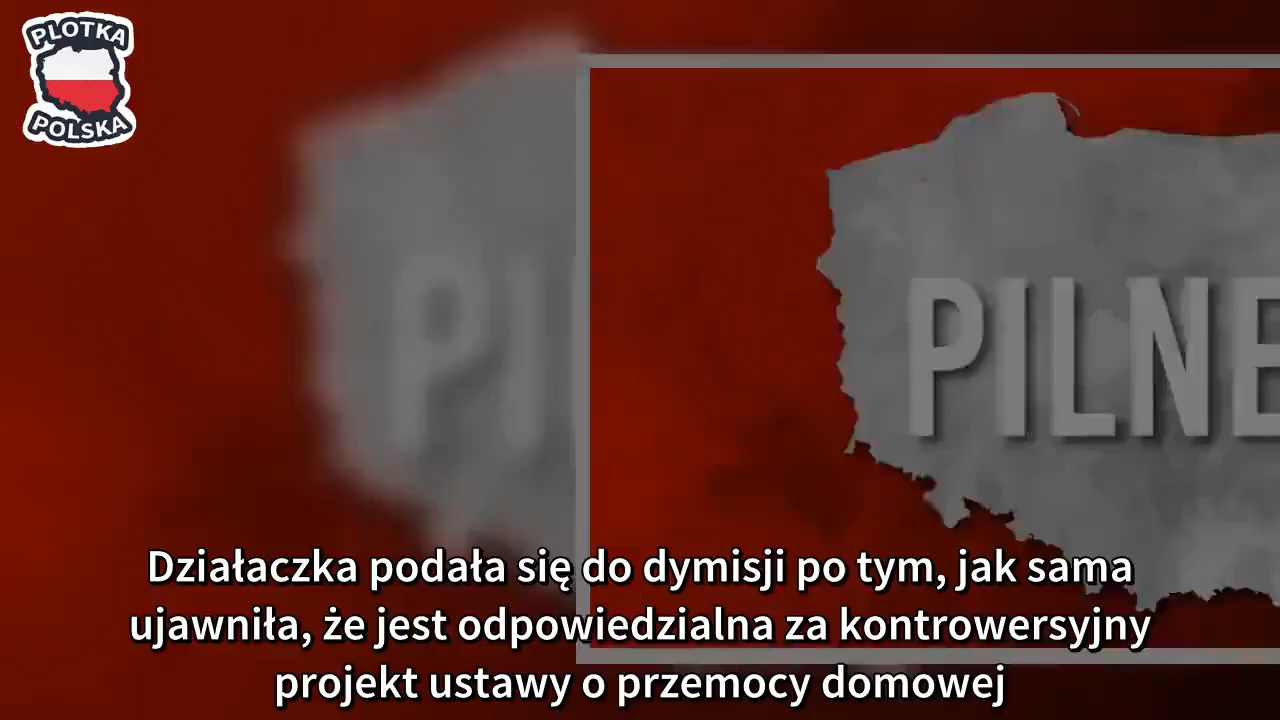 PLOTKA
POLSKA
PILNE
Działaczka podała się do dymisji po tym, jak sama
ujawniła, że jest odpowiedzialna za kontrowersyjny
projekt ustawy o przemocy domowej